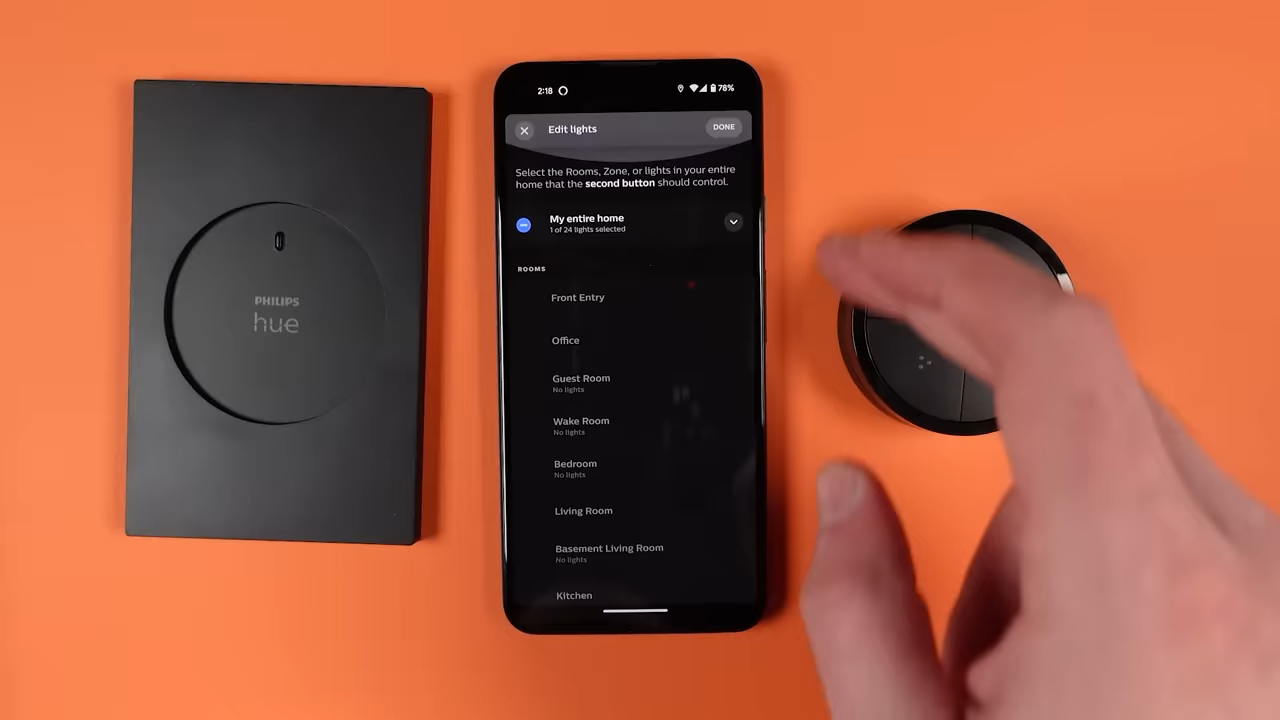 PHILIPS
hue
2:18
78%
Edit lights
DONE
Select the Rooms, Zone, or lights in your entire
home that the second button should control.
My entire home
1 of 24 lights selected
ROOMS
Front Entry
Office
Guest Room
No lights
Wake Room
No lights
Bedroom
No lights
Living Room
Basement Living Room
No lights
Kitchen